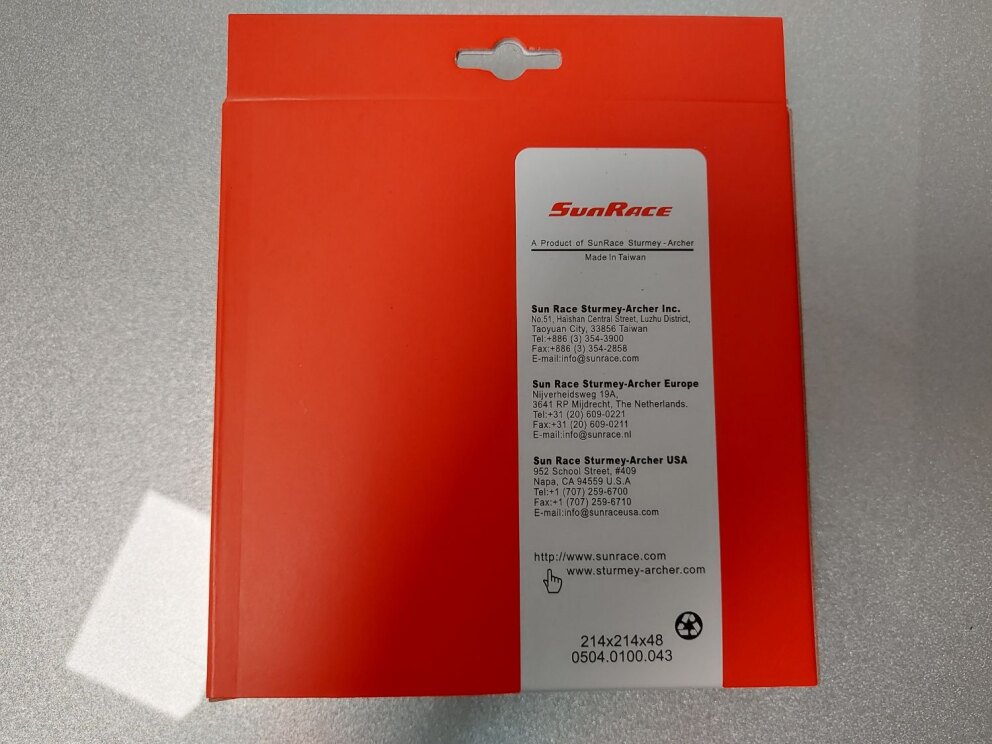 SunRace
A Product of SunRace Sturmey-Archer
Made In Taiwan
Sun Race Sturmey-Archer Inc.
No.51, Haishan Central Street, Luzhu District,
Taoyuan City, 33856 Taiwan
Tel:+886 (3) 354-3900
Fax:+886 (3) 354-2858
E-mail:info@sunrace.com
Sun Race Sturmey-Archer Europe
Nijverheidsweg 19A,
3641 RP Mijdrecht, The Netherlands.
Tel:+31 (20) 609-0221
Fax:+31 (20) 609-0211
E-mail:info@sunrace.nl
Sun Race Sturmey-Archer USA
952 School Street, #409
Napa, CA 94559 U.S.A
Tel:+1 (707) 259-6700
Fax:+1 (707) 259-6710
E-mail:info@sunraceusa.com
http://www.sunrace.com
www.sturmey-archer.com
214x214x48
0504.0100.043